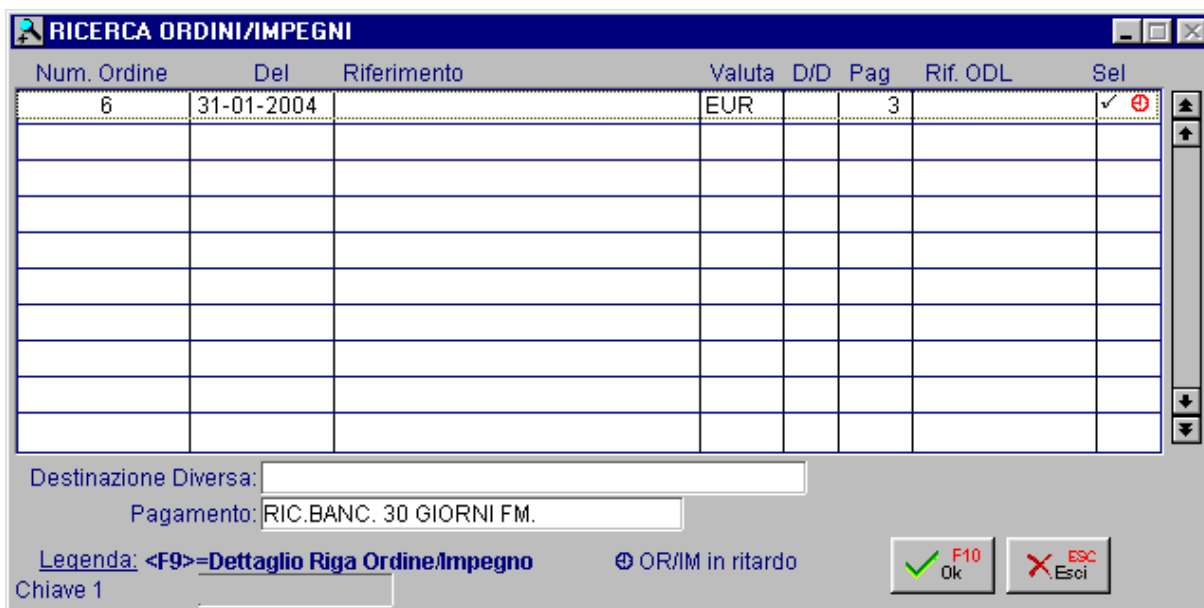 RICERCA ORDINI/IMPEGNI
Num. Ordine Del Riferimento Valuta D/D Pag Rif. ODL Sel
6 31-01-2004 EUR 3
Destinazione Diversa:
Pagamento: RIC.BANC. 30 GIORNI FM.
Legenda: <F9>=Dettaglio Riga Ordine/Impegno OR/IM in ritardo
F10 Ok
ESC Esci
Chiave 1